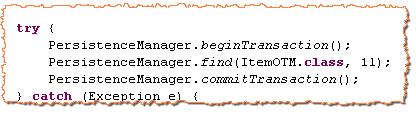 try {
PersistenceManager.beginTransaction();
PersistenceManager.find(ItemOTM.class, 11);
PersistenceManager.commitTransaction();
} catch (Exception e) {